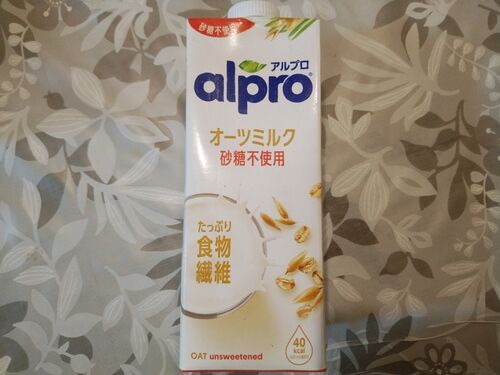 砂糖不使用
アルプロ
alpro
オーツミルク
砂糖不使用
たっぷり
食物
繊維
OAT unsweetened
40
kcal